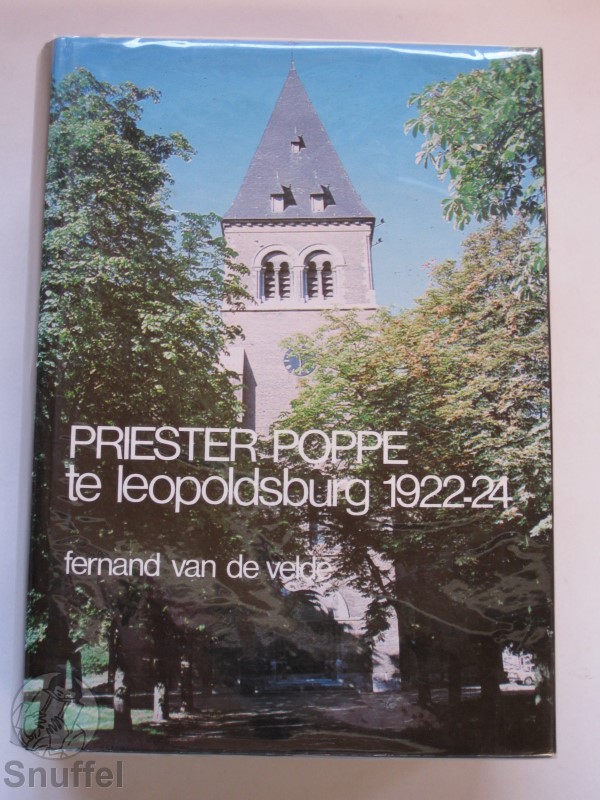 PRIESTER POPPE
te leopoldsburg 1922-24
fernand van de velde
Snuffel